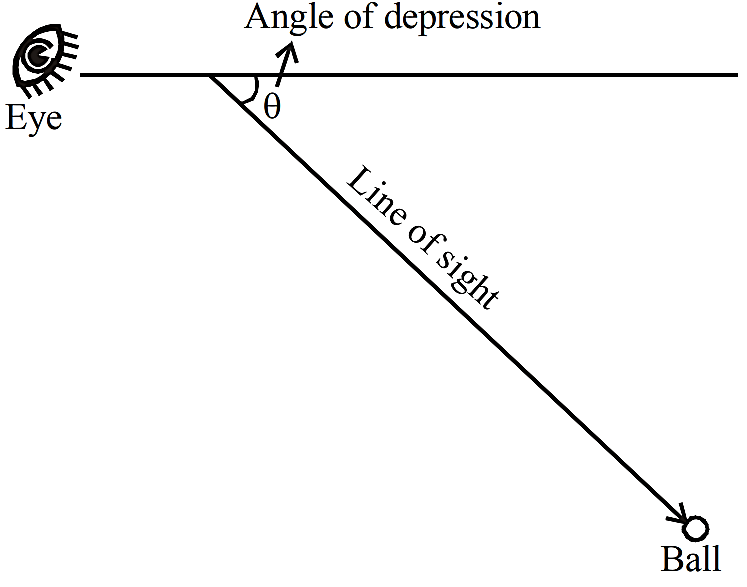 Angle of depression
Eye
θ
Line of sight
Ball